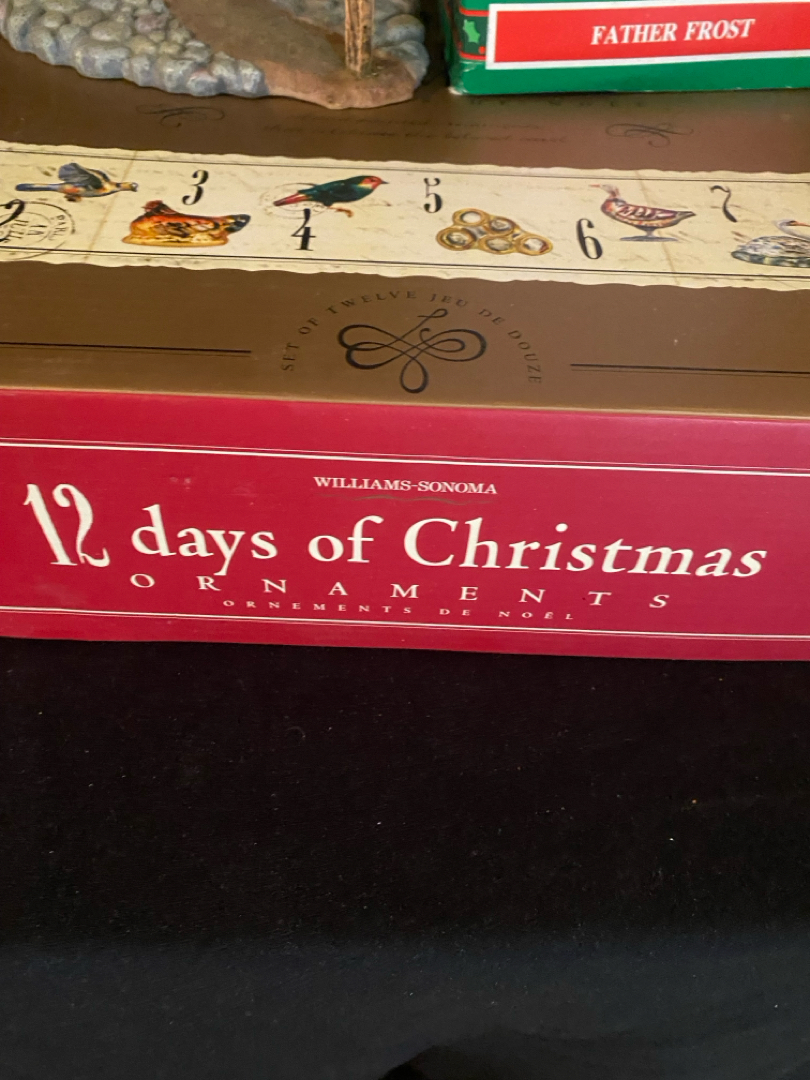 FATHER FROST
2
3
4
5
6
7
SET OF TWELVE JEU DE DOUZE
WILLIAMS-SONOMA
12 days of Christmas
ORNAMENTS
ORNEMENTS DE NOËL